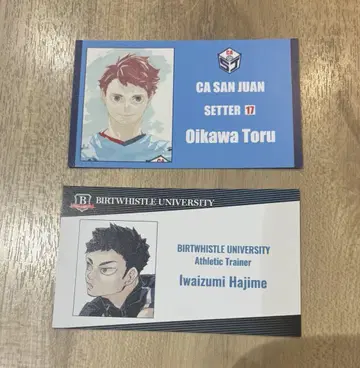 CA SAN JUAN
SETTER 17
Oikawa Toru
B BIRTWHISTLE UNIVERSITY
BIRTWHISTLE UNIVERSITY
Athletic Trainer
Iwaizumi Hajime